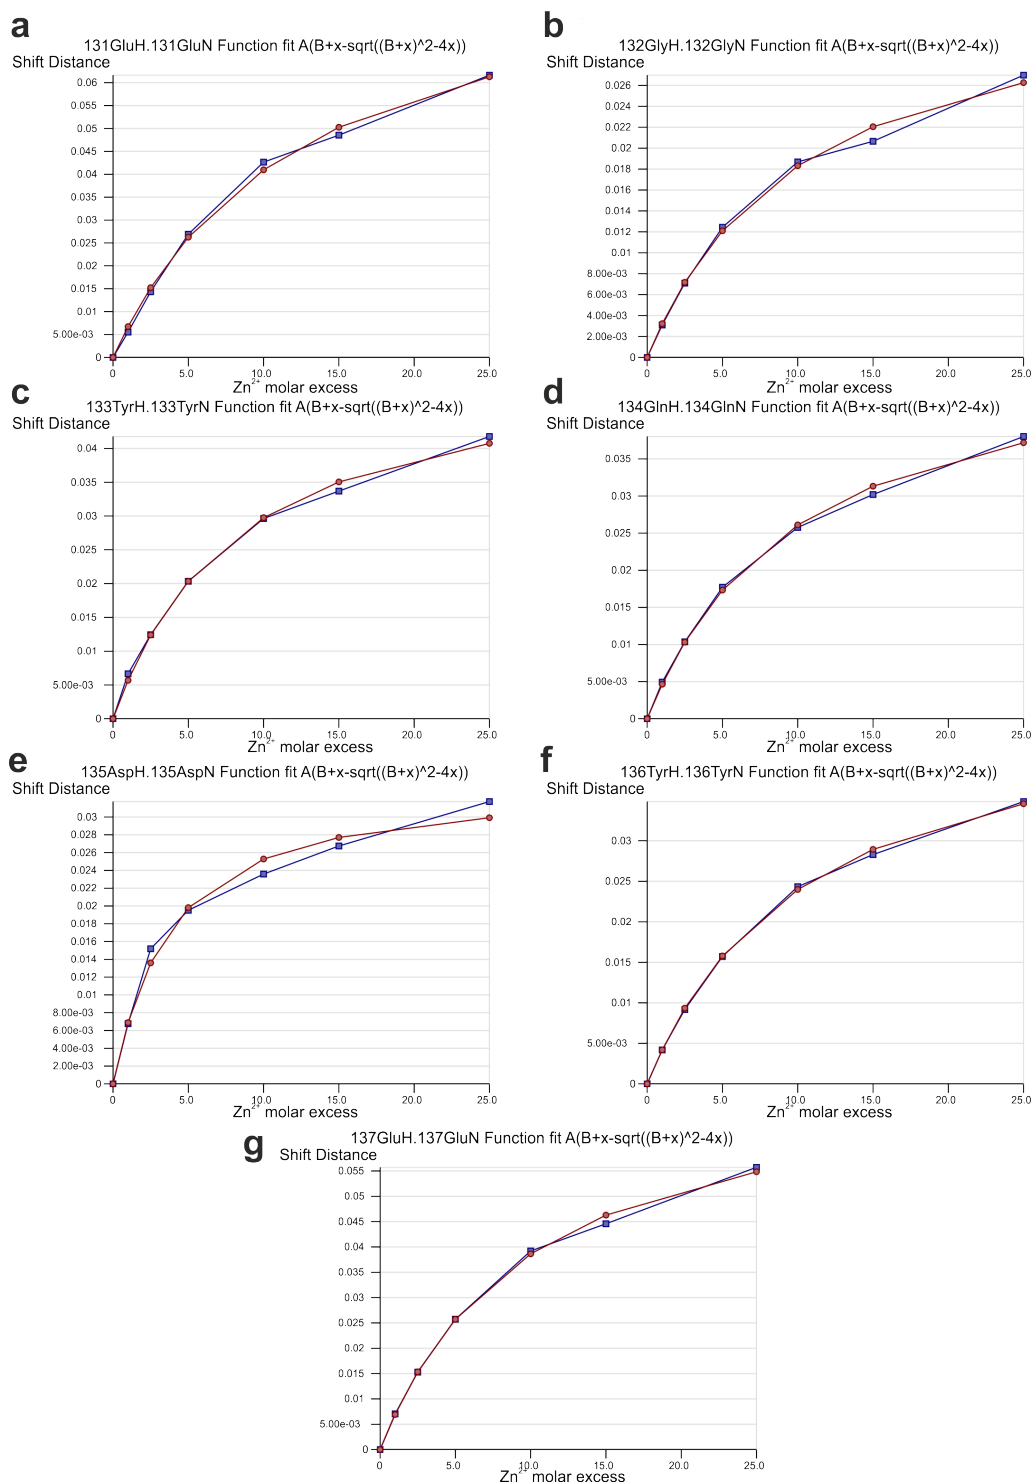 a
131GluH.131GluN Function fit A(B+x-sqrt((B+x)^2-4x))
Shift Distance
0.06
0.055
0.05
0.045
0.04
0.035
0.03
0.025
0.02
0.015
0.01
5.00e-03
0
0 5.0 10.0 15.0 20.0 25.0
Zn²⁺ molar excess
b
132GlyH.132GlyN Function fit A(B+x-sqrt((B+x)^2-4x))
Shift Distance
0.026
0.024
0.022
0.02
0.018
0.016
0.014
0.012
0.01
8.00e-03
6.00e-03
4.00e-03
2.00e-03
0
0 5.0 10.0 15.0 20.0 25.0
Zn²⁺ molar excess
c
133TyrH.133TyrN Function fit A(B+x-sqrt((B+x)^2-4x))
Shift Distance
0.04
0.035
0.03
0.025
0.02
0.015
0.01
5.00e-03
0
0 5.0 10.0 15.0 20.0 25.0
Zn²⁺ molar excess
d
134GlnH.134GlnN Function fit A(B+x-sqrt((B+x)^2-4x))
Shift Distance
0.035
0.03
0.025
0.02
0.015
0.01
5.00e-03
0
0 5.0 10.0 15.0 20.0 25.0
Zn²⁺ molar excess
e
135AspH.135AspN Function fit A(B+x-sqrt((B+x)^2-4x))
Shift Distance
0.03
0.028
0.026
0.024
0.022
0.02
0.018
0.016
0.014
0.012
0.01
8.00e-03
6.00e-03
4.00e-03
2.00e-03
0
0 5.0 10.0 15.0 20.0 25.0
Zn²⁺ molar excess
f
136TyrH.136TyrN Function fit A(B+x-sqrt((B+x)^2-4x))
Shift Distance
0.03
0.025
0.02
0.015
0.01
5.00e-03
0
0 5.0 10.0 15.0 20.0 25.0
Zn²⁺ molar excess
g
137GluH.137GluN Function fit A(B+x-sqrt((B+x)^2-4x))
Shift Distance
0.055
0.05
0.045
0.04
0.035
0.03
0.025
0.02
0.015
0.01
5.00e-03
0
0 5.0 10.0 15.0 20.0 25.0
Zn²⁺ molar excess